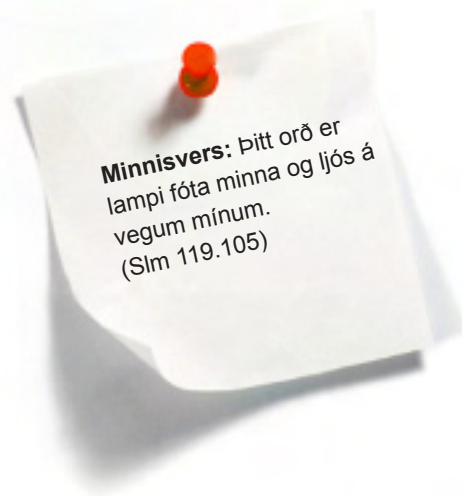 Minnisvers: Þitt orð er
lampi fóta minna og ljós á
vegum mínum.
(Slm 119.105)